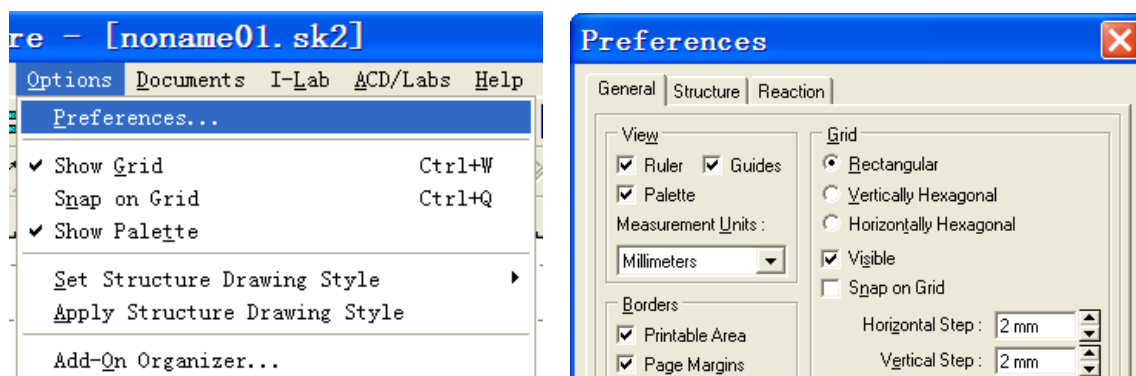 re - [noname01.sk2]
Options Documents I-Lab ACD/Labs Help
Preferences...
Show Grid Ctrl+W
Snap on Grid Ctrl+Q
Show Palette
Set Structure Drawing Style
Apply Structure Drawing Style
Add-On Organizer...
Preferences
General Structure Reaction
View
Ruler Guides
Palette
Measurement Units :
Millimeters
Borders
Printable Area
Page Margins
Grid
Rectangular
Vertically Hexagonal
Horizontally Hexagonal
Visible
Snap on Grid
Horizontal Step : 2 mm
Vertical Step : 2 mm